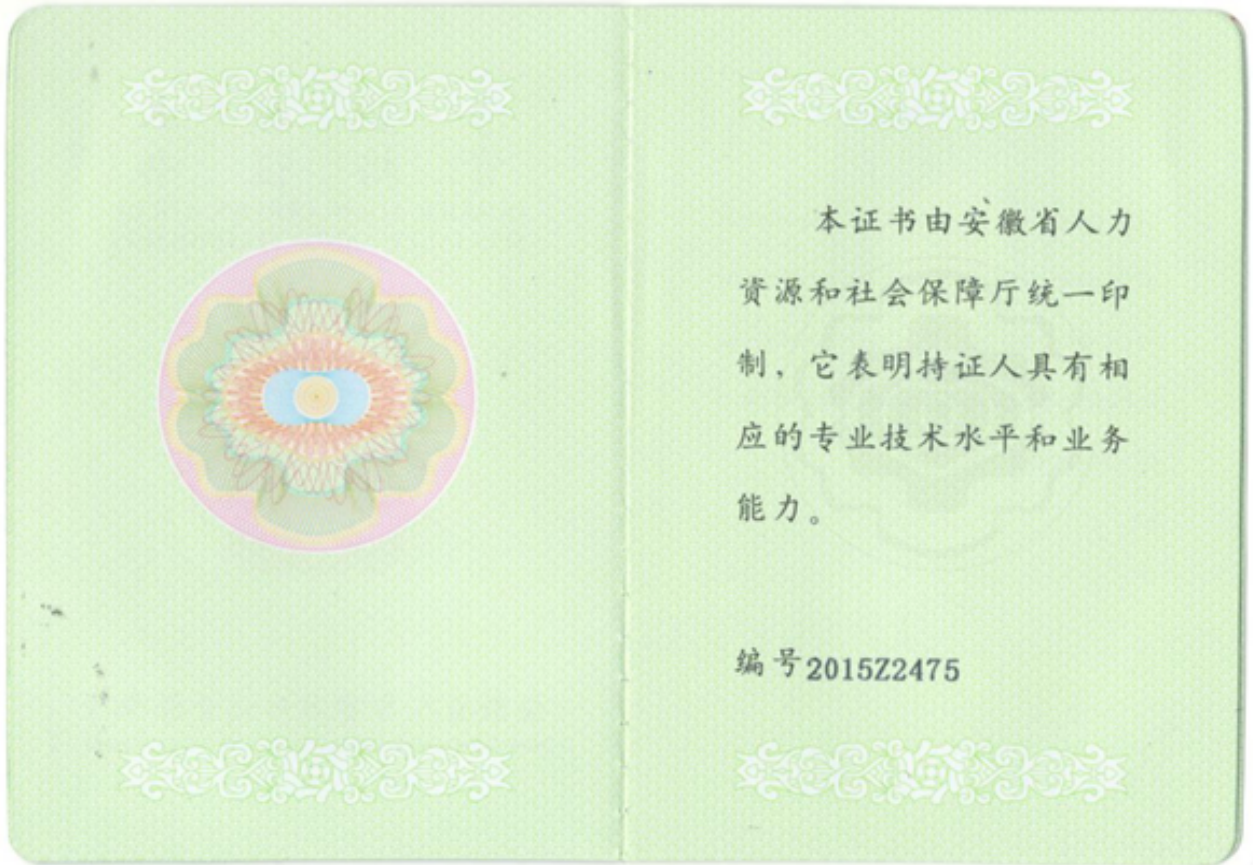 本证书由安徽省人力
资源和社会保障厅统一印
制，它表明持证人具有相
应的专业技术水平和业务
能力。
编号2015Z2475